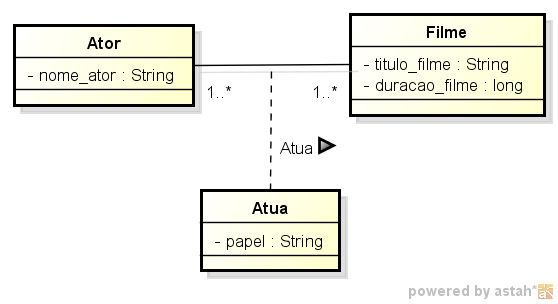 Ator
- nome_ator : String
Filme
- titulo_filme : String
- duracao_filme : long
1..*
1..*
Atua
Atua
- papel : String
powered by astah*